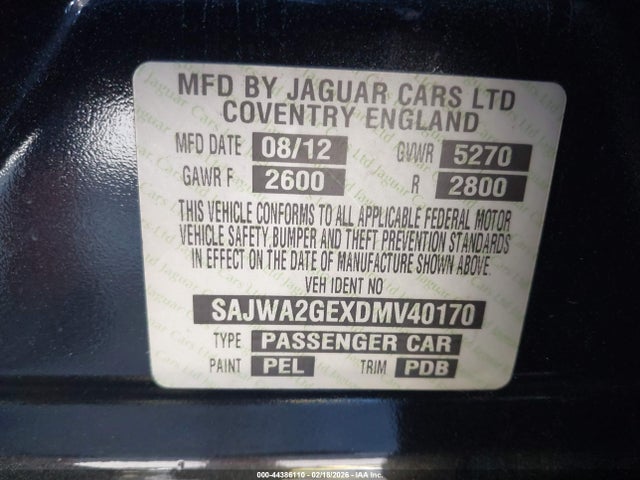 MFD BY JAGUAR CARS LTD
COVENTRY ENGLAND
MFD DATE 08/12 GVWR 5270
GAWR F 2600 R 2800
THIS VEHICLE CONFORMS TO ALL APPLICABLE FEDERAL MOTOR
VEHICLE SAFETY,BUMPER AND THEFT PREVENTION STANDARDS
IN EFFECT ON THE DATE OF MANUFACTURE SHOWN ABOVE.
VEH IDENT NO
SAJWA2GEXDMV40170
TYPE PASSENGER CAR
PAINT PEL TRIM PDB
000-44386110 - 02/18/2026 - © IAA, LLC